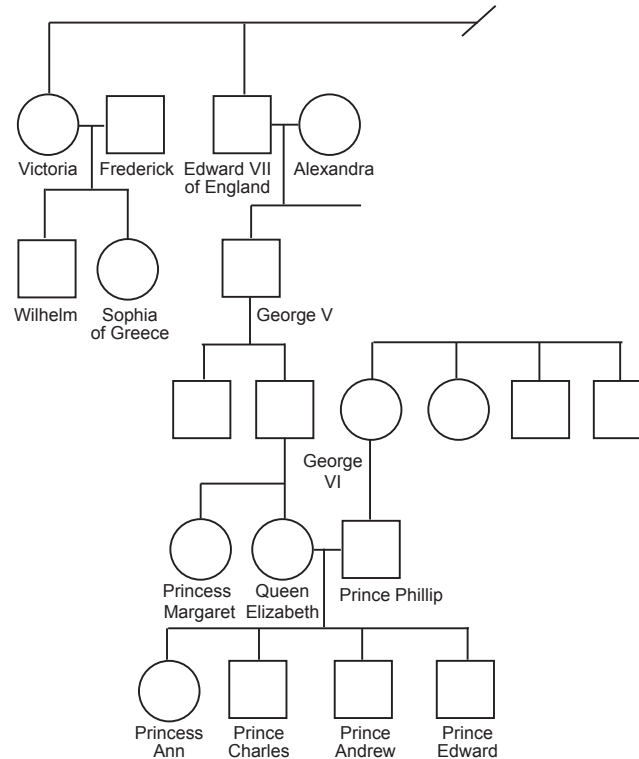 Victoria
Frederick
Edward VII
of England
Alexandra
Wilhelm
Sophia
of Greece
George V
George
VI
Princess
Margaret
Queen
Elizabeth
Prince Phillip
Princess
Ann
Prince
Charles
Prince
Andrew
Prince
Edward